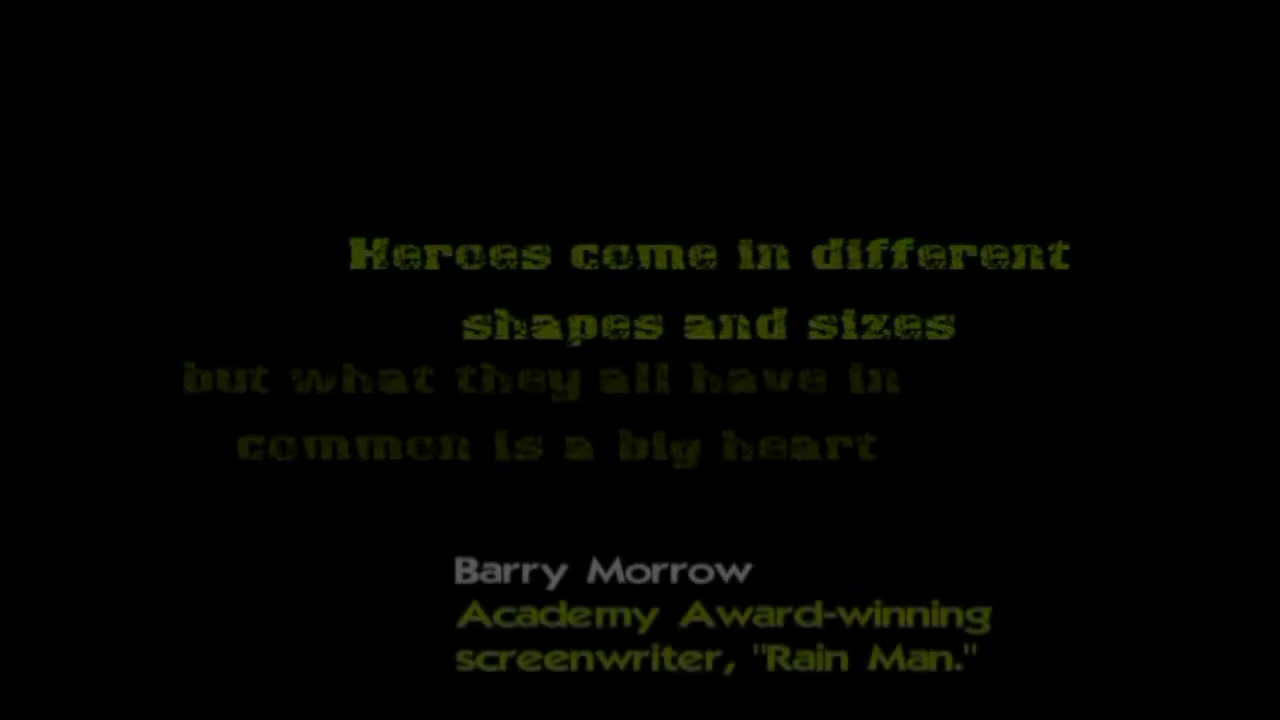 Heroes come in different
shapes and sizes
but what they all have in
common is a big heart
Barry Morrow
Academy Award-winning
screenwriter, "Rain Man."